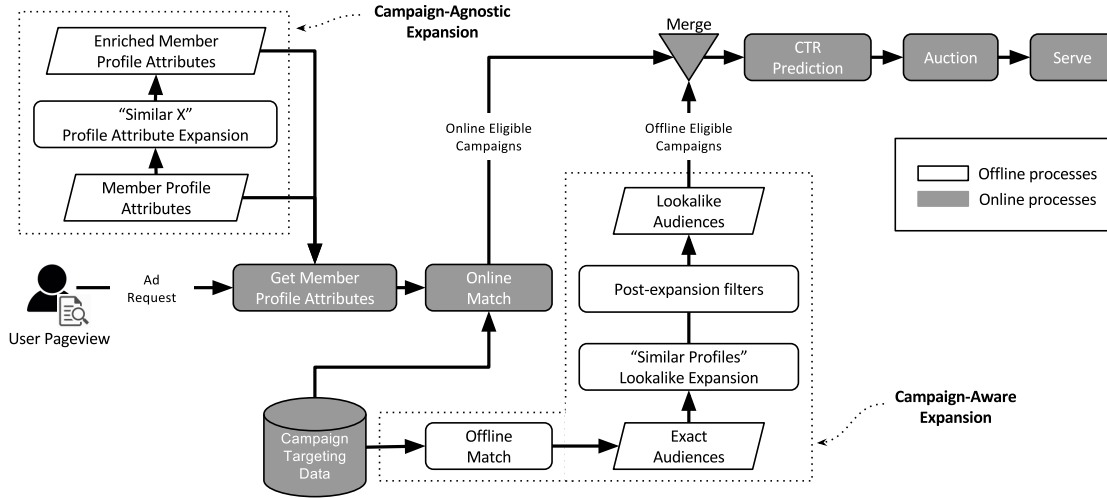 Campaign-Agnostic
Expansion
Enriched Member
Profile Attributes
“Similar X”
Profile Attribute Expansion
Member Profile
Attributes
Merge
CTR
Prediction
Auction
Serve
Online Eligible
Campaigns
Offline Eligible
Campaigns
Offline processes
Online processes
Lookalike
Audiences
Ad
Request
Get Member
Profile Attributes
Online
Match
Post-expansion filters
User Pageview
“Similar Profiles”
Lookalike Expansion
Campaign-Aware
Expansion
Campaign
Targeting
Data
Offline
Match
Exact
Audiences